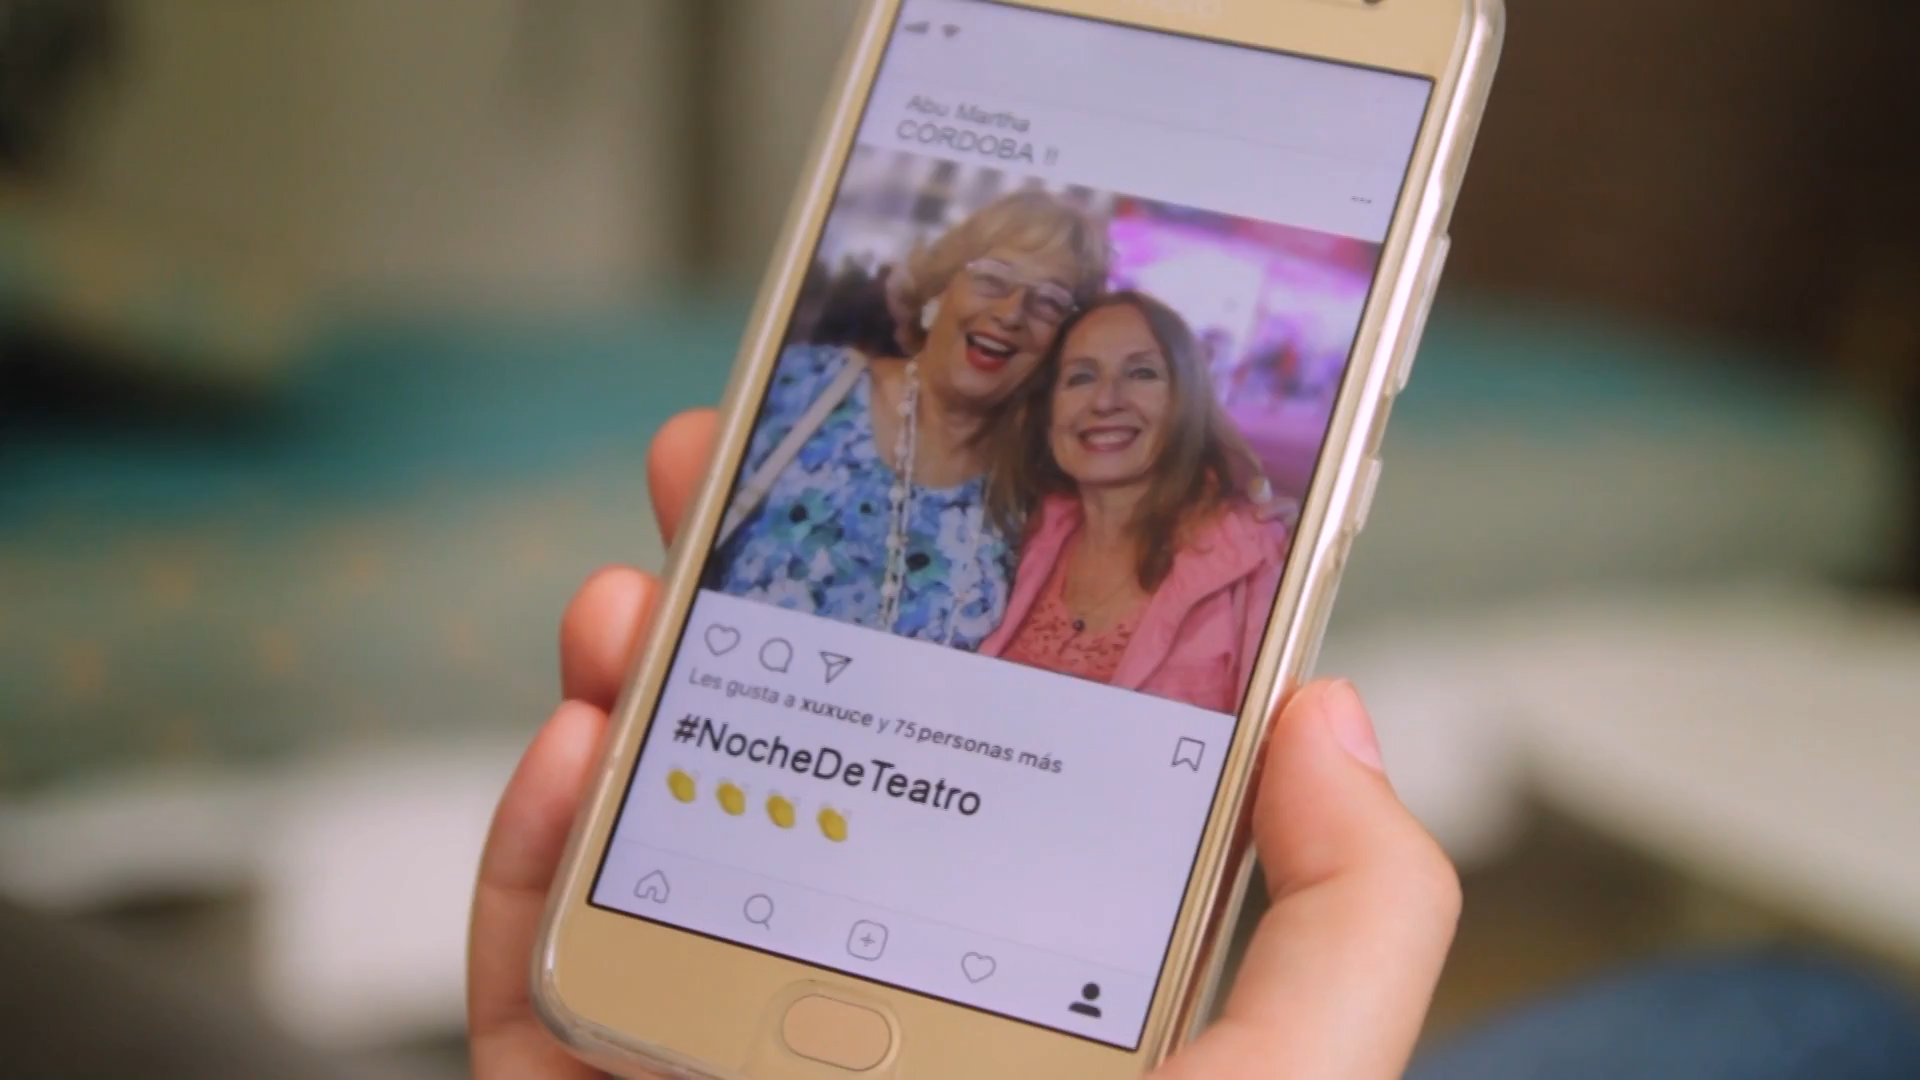 Abu Martha
CORDOBA !!
Les gusta a xuxuce y 75 personas más
#NocheDeTeatro